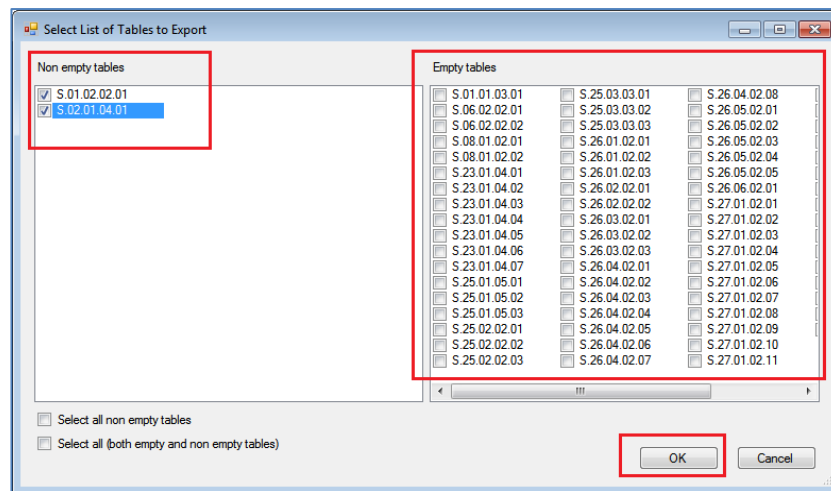 Select List of Tables to Export
Non empty tables
S.01.02.02.01
S.02.01.04.01
Empty tables
S.01.01.03.01 S.25.03.03.01 S.26.04.02.08
S.06.02.02.01 S.25.03.03.02 S.26.05.02.01
S.06.02.02.02 S.25.03.03.03 S.26.05.02.02
S.08.01.02.01 S.26.01.02.01 S.26.05.02.03
S.08.01.02.02 S.26.01.02.02 S.26.05.02.04
S.23.01.04.01 S.26.01.02.03 S.26.05.02.05
S.23.01.04.02 S.26.02.02.01 S.26.06.02.01
S.23.01.04.03 S.26.02.02.02 S.27.01.02.01
S.23.01.04.04 S.26.03.02.01 S.27.01.02.02
S.23.01.04.05 S.26.03.02.02 S.27.01.02.03
S.23.01.04.06 S.26.03.02.03 S.27.01.02.04
S.23.01.04.07 S.26.04.02.01 S.27.01.02.05
S.25.01.05.01 S.26.04.02.02 S.27.01.02.06
S.25.01.05.02 S.26.04.02.03 S.27.01.02.07
S.25.01.05.03 S.26.04.02.04 S.27.01.02.08
S.25.02.02.01 S.26.04.02.05 S.27.01.02.09
S.25.02.02.02 S.26.04.02.06 S.27.01.02.10
S.25.02.02.03 S.26.04.02.07 S.27.01.02.11
Select all non empty tables
Select all (both empty and non empty tables)
OK Cancel